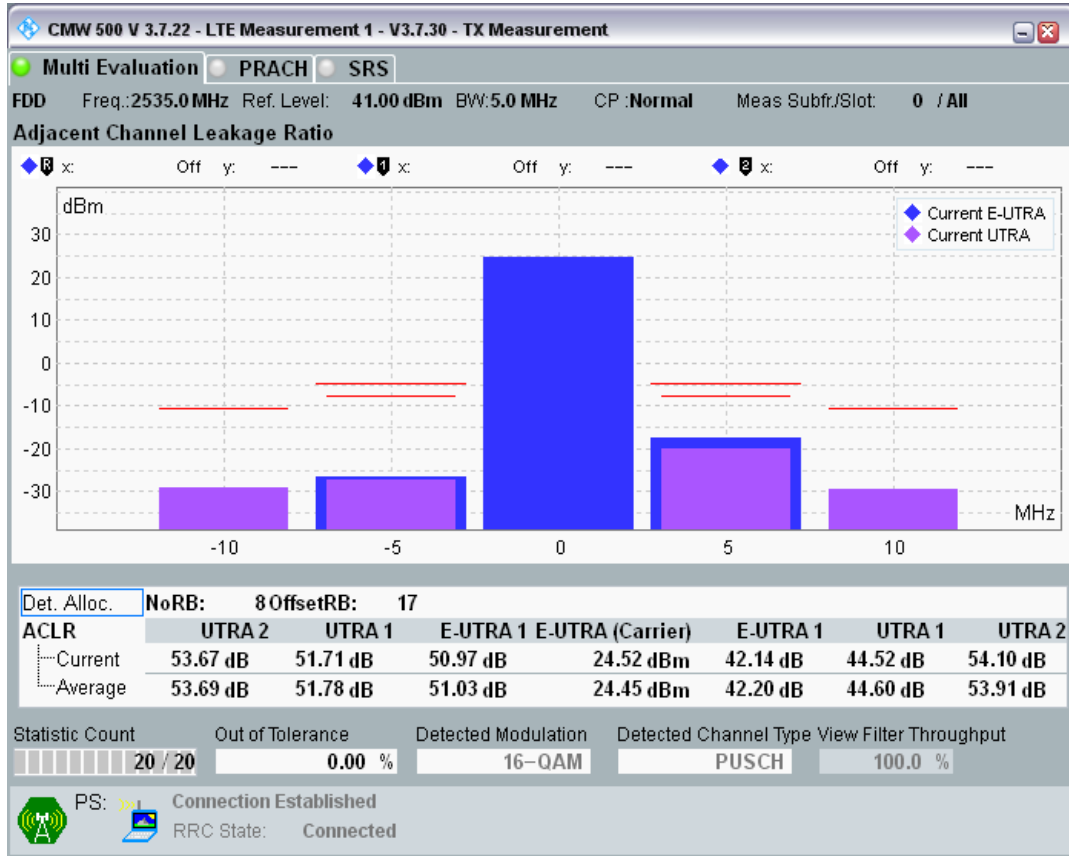 CMW 500 V 3.7.22 - LTE Measurement 1 - V3.7.30 - TX Measurement
Multi Evaluation PRACH SRS
FDD Freq.:2535.0 MHz Ref. Level: 41.00 dBm BW:5.0 MHz CP :Normal Meas Subfr./Slot: 0 / All
Adjacent Channel Leakage Ratio
R x: Off y: --- 1 x: Off y: --- 2 x: Off y: ---
dBm
Current E-UTRA
Current UTRA
30
20
10
0
-10
-20
-30
MHz
-10 -5 0 5 10
Det. Alloc. NoRB: 8 OffsetRB: 17
ACLR UTRA 2 UTRA 1 E-UTRA 1 E-UTRA (Carrier) E-UTRA 1 UTRA 1 UTRA 2
Current 53.67 dB 51.71 dB 50.97 dB 24.52 dBm 42.14 dB 44.52 dB 54.10 dB
Average 53.69 dB 51.78 dB 51.03 dB 24.45 dBm 42.20 dB 44.60 dB 53.91 dB
Statistic Count Out of Tolerance Detected Modulation Detected Channel Type View Filter Throughput
20 / 20 0.00 % 16-QAM PUSCH 100.0 %
PS: Connection Established
RRC State: Connected